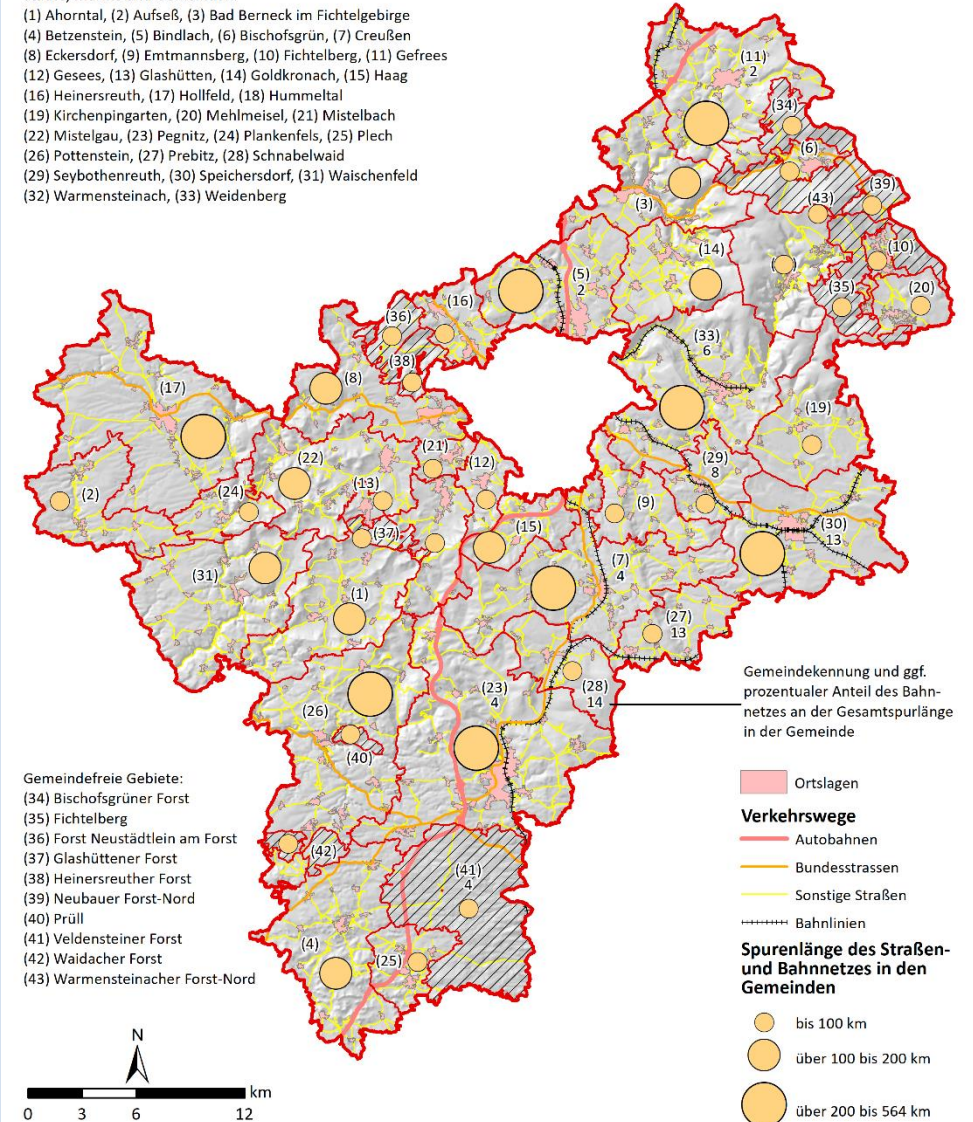 (1) Ahorntal, (2) Aufseß, (3) Bad Berneck im Fichtelgebirge
(4) Betzenstein, (5) Bindlach, (6) Bischofsgrün, (7) Creußen
(8) Eckersdorf, (9) Emtmannsberg, (10) Fichtelberg, (11) Gefrees
(12) Gesees, (13) Glashütten, (14) Goldkronach, (15) Haag
(16) Heinersreuth, (17) Hollfeld, (18) Hummeltal
(19) Kirchenpingarten, (20) Mehlmeisel, (21) Mistelbach
(22) Mistelgau, (23) Pegnitz, (24) Plankenfels, (25) Plech
(26) Pottenstein, (27) Prebitz, (28) Schnabelwaid
(29) Seybothenreuth, (30) Speichersdorf, (31) Waischenfeld
(32) Warmensteinach, (33) Weidenberg
(11)
2
(34)
(6)
(39)
(43)
(3)
(14)
(10)
(5)
2
(35)
(20)
(16)
(36)
(33)
6
(38)
(8)
(17)
(19)
(21)
(22)
(12)
(29)
8
(13)
(24)
(2)
(9)
(30)
13
(15)
(37)
(7)
4
(31)
(1)
(27)
13
(28)
14
(23)
4
(26)
(40)
(42)
(41)
4
(4)
(25)
Gemeindekennung und ggf.
prozentualer Anteil des Bahn-
netzes an der Gesamtspurlänge
in der Gemeinde
Ortslagen
Verkehrswege
Autobahnen
Bundesstrassen
Sonstige Straßen
Bahnlinien
Spurenlänge des Straßen-
und Bahnnetzes in den
Gemeinden
bis 100 km
über 100 bis 200 km
über 200 bis 564 km
Gemeindefreie Gebiete:
(34) Bischofsgrüner Forst
(35) Fichtelberg
(36) Forst Neustädtlein am Forst
(37) Glashüttener Forst
(38) Heinersreuther Forst
(39) Neubauer Forst-Nord
(40) Prüll
(41) Veldensteiner Forst
(42) Waidacher Forst
(43) Warmensteinacher Forst-Nord
N
km
0 3 6 12